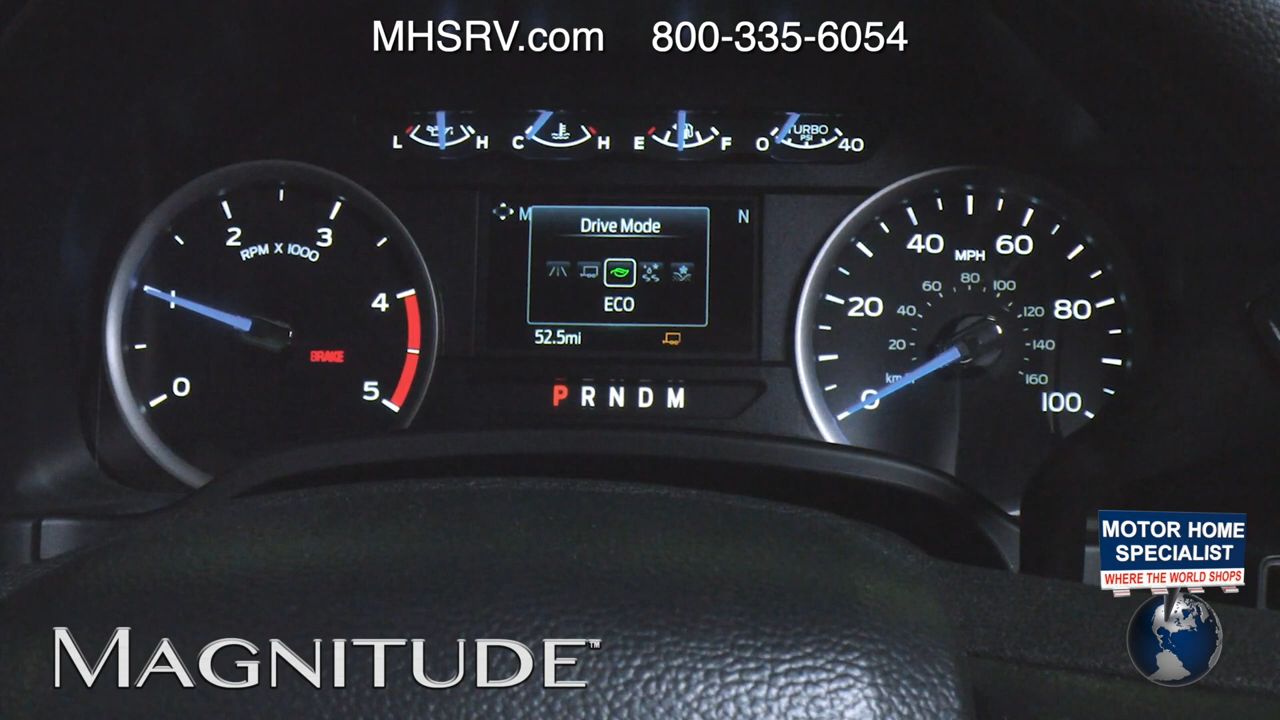 MHSRV.com 800-335-6054
L H C H E F 0 TURBO PSI 40
M Drive Mode N
ECO
52.5mi
P R N D M
0 1 2 3 4 5
RPM X 1000
BRAKE
0 20 40 60 80 100
MPH
20 40 60 80 100 120 140 160
km/h
MOTOR HOME
SPECIALIST
WHERE THE WORLD SHOPS
MAGNITUDE™